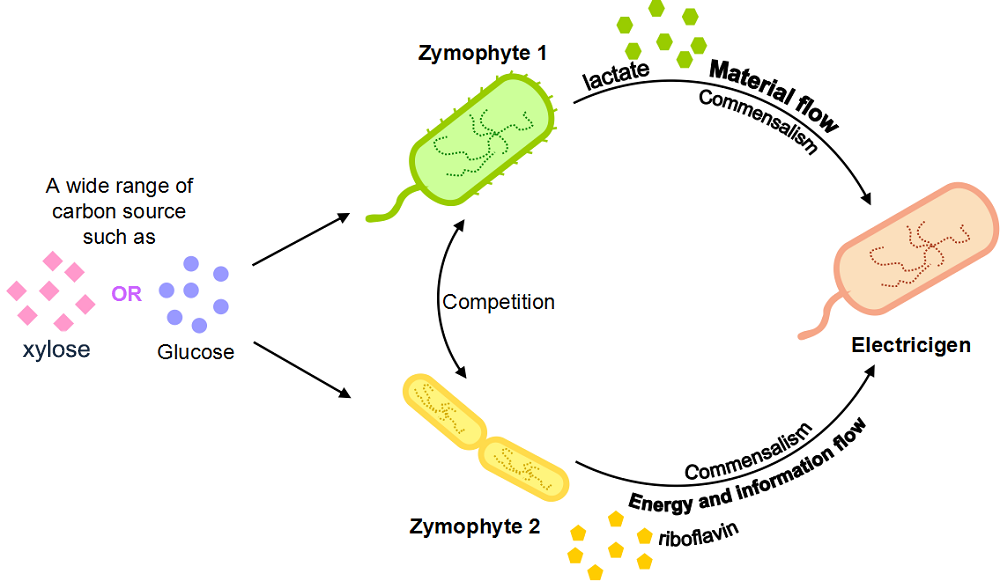 Zymophyte 1
lactate
Material flow
Commensalism
A wide range of
carbon source
such as
OR
xylose
Glucose
Competition
Electricigen
Commensalism
Energy and information flow
Zymophyte 2
riboflavin